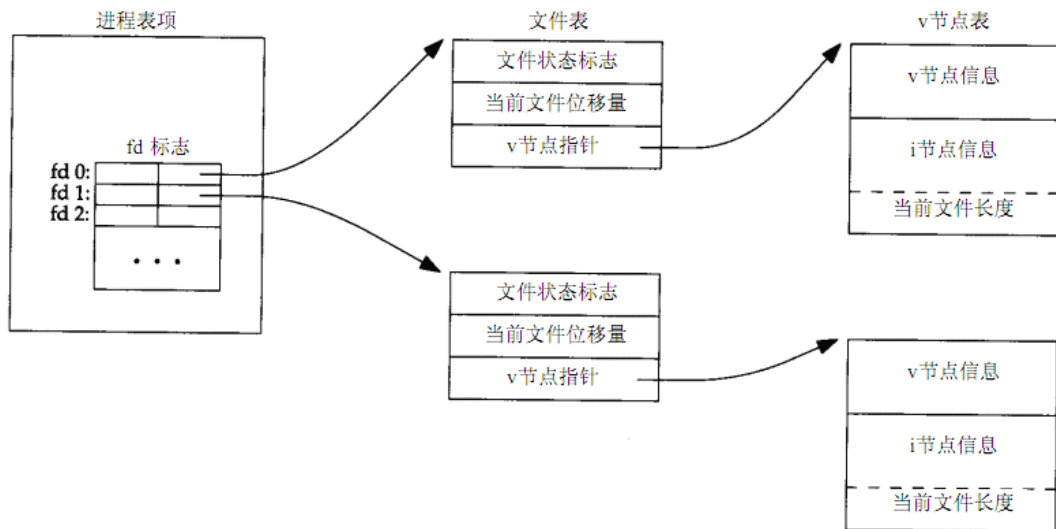 进程表项
文件表
v节点表
文件状态标志
当前文件位移量
v节点指针
v节点信息
i节点信息
当前文件长度
fd 标志
fd 0:
fd 1:
fd 2:
• • •
文件状态标志
当前文件位移量
v节点指针
v节点信息
i节点信息
当前文件长度